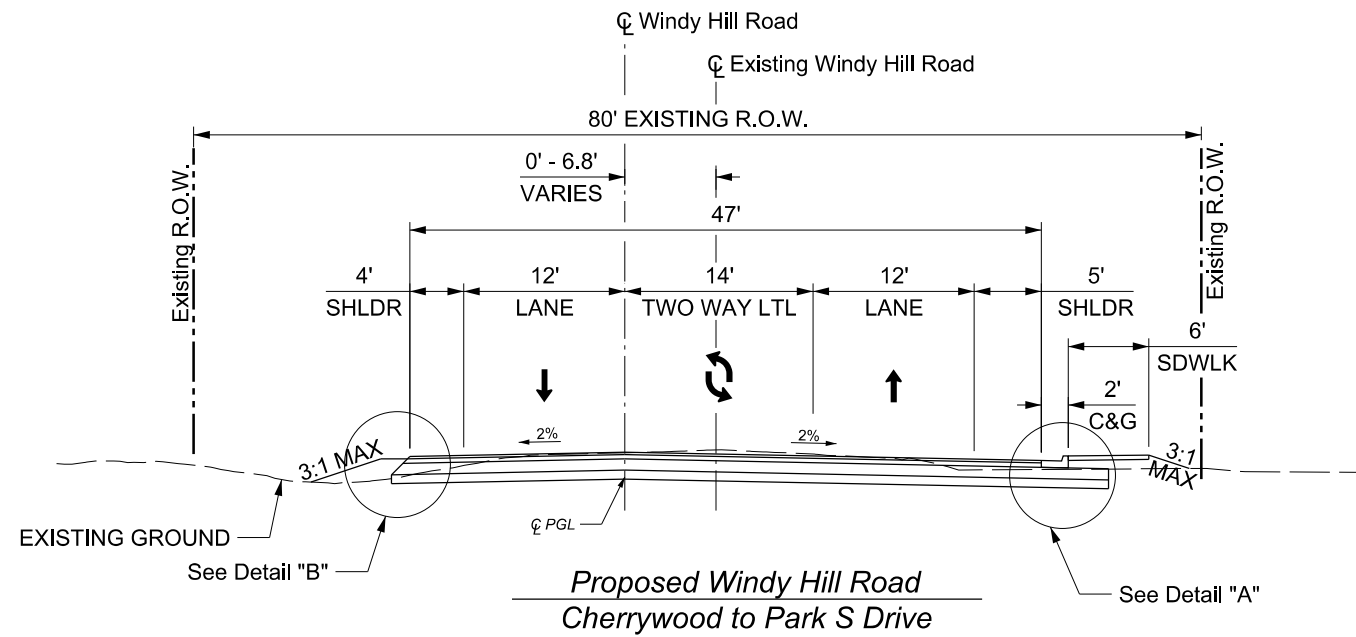 ℄ Windy Hill Road
℄ Existing Windy Hill Road
80' EXISTING R.O.W.
0' - 6.8'
VARIES
47'
Existing R.O.W.
Existing R.O.W.
4'
SHLDR
12'
LANE
14'
TWO WAY LTL
12'
LANE
5'
SHLDR
6'
SDWLK
2'
C&G
2%
2%
3:1 MAX
3:1
MAX
℄ PGL
EXISTING GROUND
See Detail "B"
See Detail "A"
Proposed Windy Hill Road
Cherrywood to Park S Drive